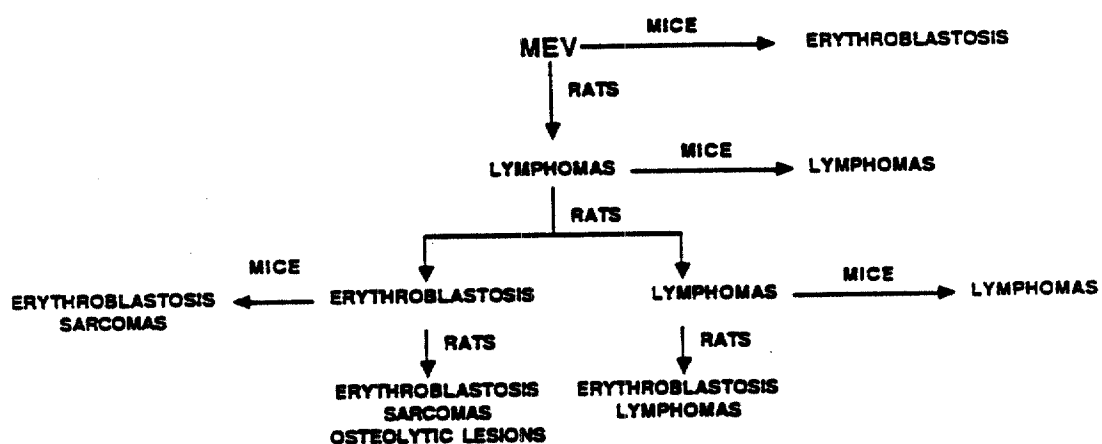 MICE
MEV
ERYTHROBLASTOSIS
RATS
LYMPHOMAS
MICE
LYMPHOMAS
RATS
MICE
ERYTHROBLASTOSIS
SARCOMAS
ERYTHROBLASTOSIS
LYMPHOMAS
MICE
LYMPHOMAS
RATS
RATS
ERYTHROBLASTOSIS
SARCOMAS
OSTEOLYTIC LESIONS
ERYTHROBLASTOSIS
LYMPHOMAS